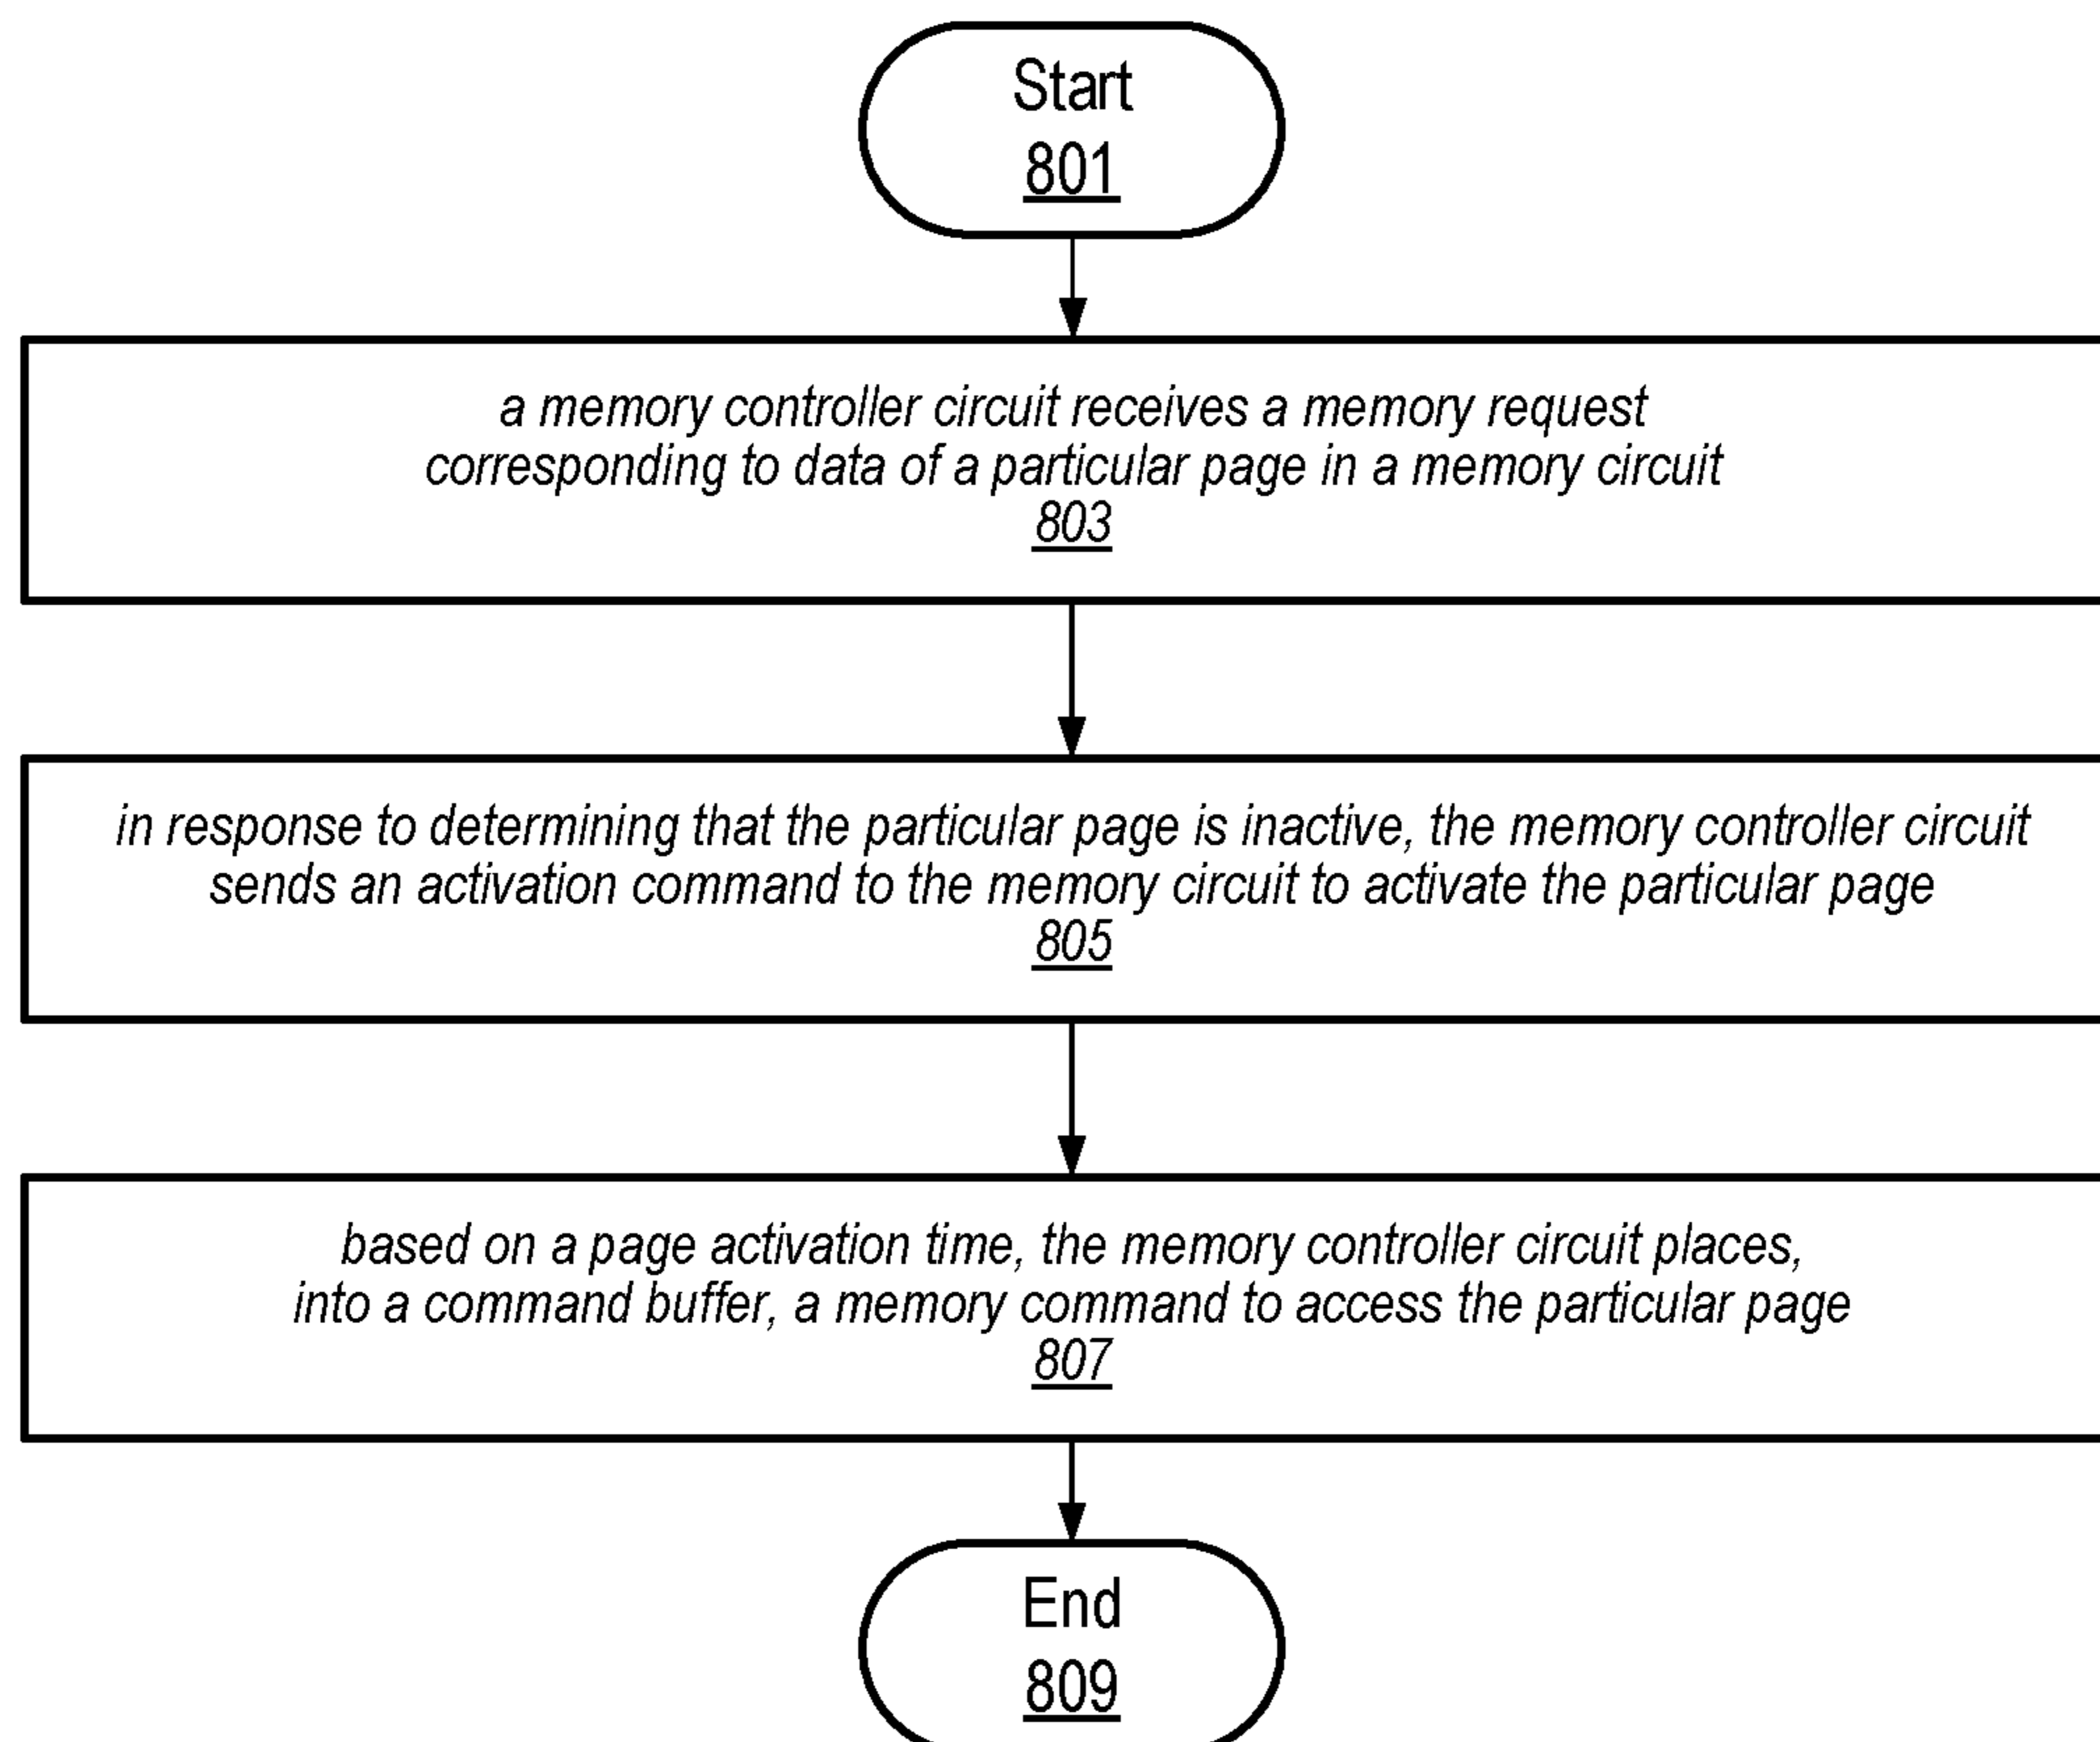 Start
801
a memory controller circuit receives a memory request
corresponding to data of a particular page in a memory circuit
803
in response to determining that the particular page is inactive, the memory controller circuit
sends an activation command to the memory circuit to activate the particular page
805
based on a page activation time, the memory controller circuit places,
into a command buffer, a memory command to access the particular page
807
End
809